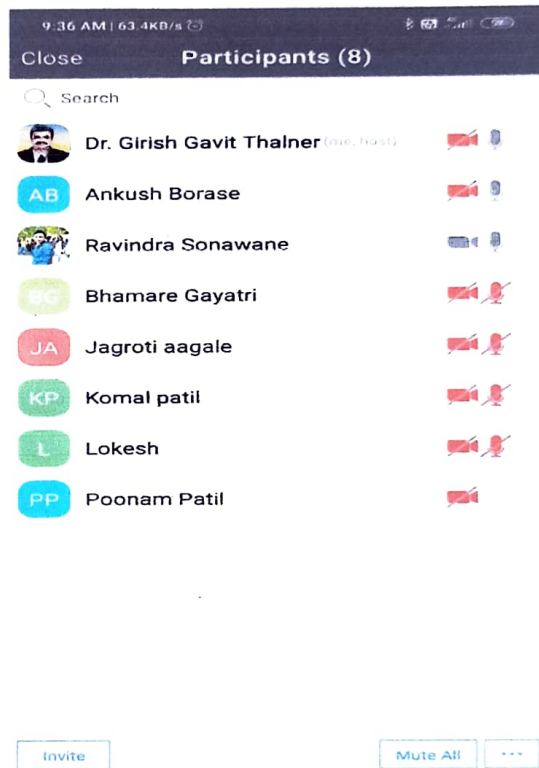 9:36 AM | 63.4KB/s
Close Participants (8)
Search
Dr. Girish Gavit Thalner (me, host)
AB Ankush Borase
Ravindra Sonawane
BG Bhamare Gayatri
JA Jagroti aagale
KP Komal patil
L Lokesh
PP Poonam Patil
Invite Mute All ...